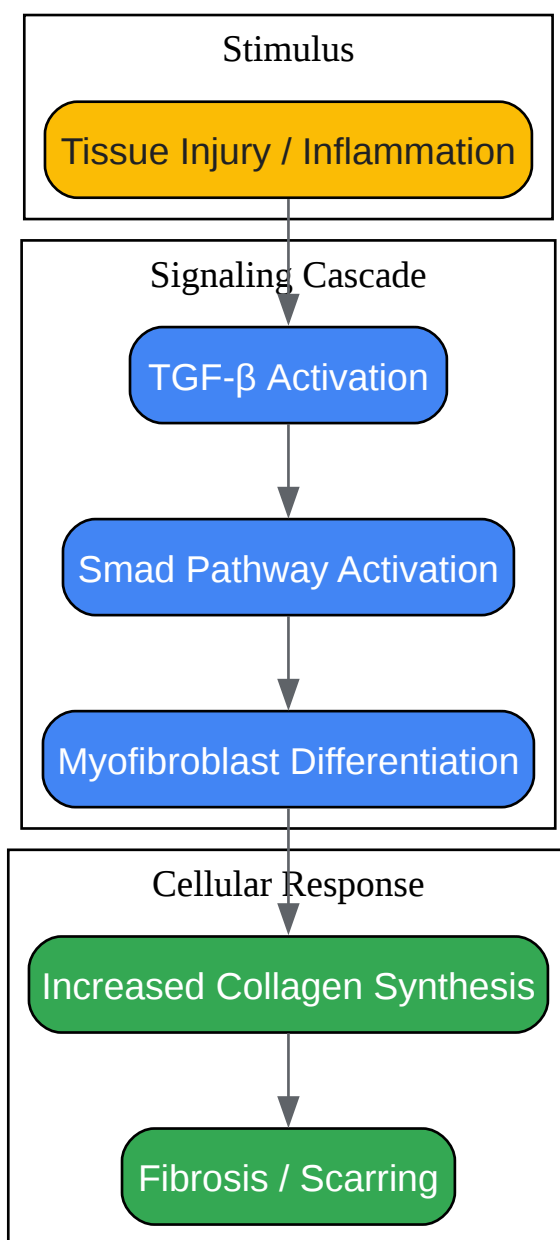 Stimulus
Tissue Injury / Inflammation
Signaling Cascade
TGF-β Activation
Smad Pathway Activation
Myofibroblast Differentiation
Cellular Response
Increased Collagen Synthesis
Fibrosis / Scarring